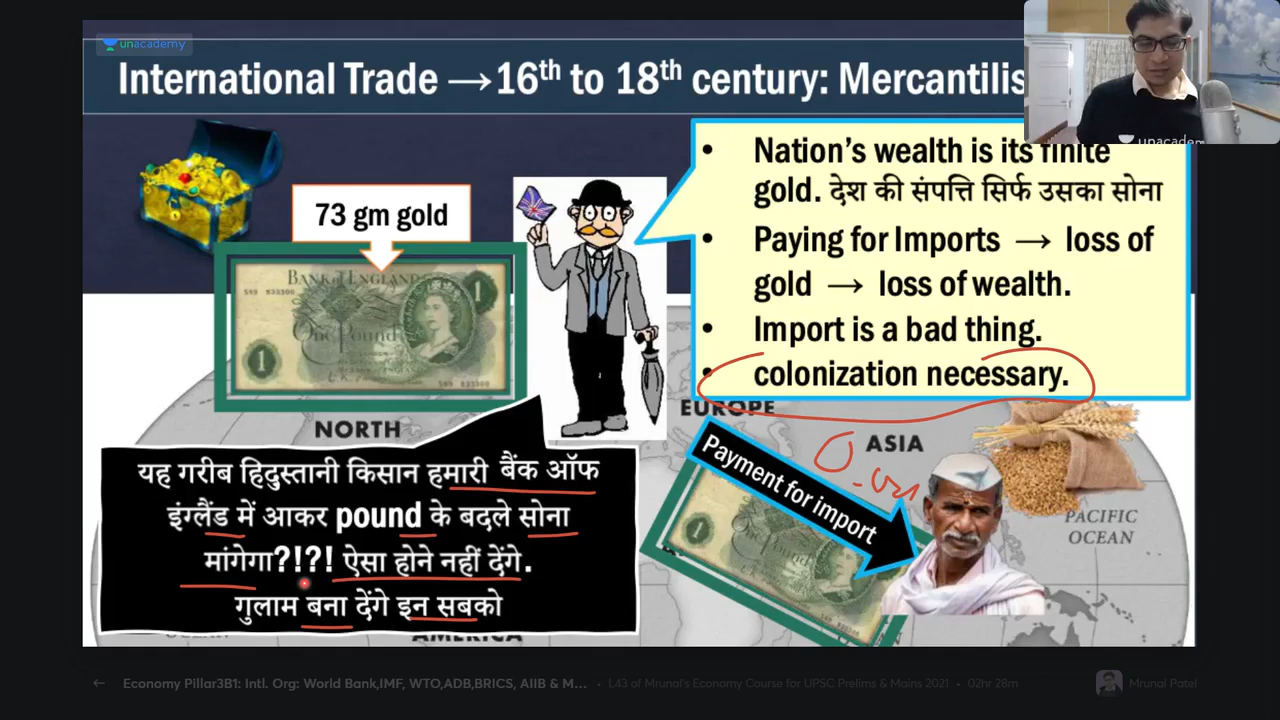 unacademy
International Trade →16th to 18th century: Mercantilis
73 gm gold
BANK OF ENGLAND
One Pound
1
1
• Nation's wealth is its finite
gold. देश की संपत्ति सिर्फ उसका सोना
• Paying for Imports → loss of
gold → loss of wealth.
• Import is a bad thing.
• colonization necessary.
unacademy
NORTH
EUROPE
ASIA
Payment for import
PACIFIC
OCEAN
यह गरीब हिदुस्तानी किसान हमारी बैंक ऑफ
इंग्लैंड में आकर pound के बदले सोना
मांगेगा?!?! ऐसा होने नहीं देंगे.
गुलाम बना देंगे इन सबको
AMERICA
← Economy Pillar3B1: Intl. Org: World Bank,IMF, WTO,ADB,BRICS, AIIB & M... • L43 of Mrunal's Economy Course for UPSC Prelims & Mains 2021 • 02hr 28m
Mrunal Patel